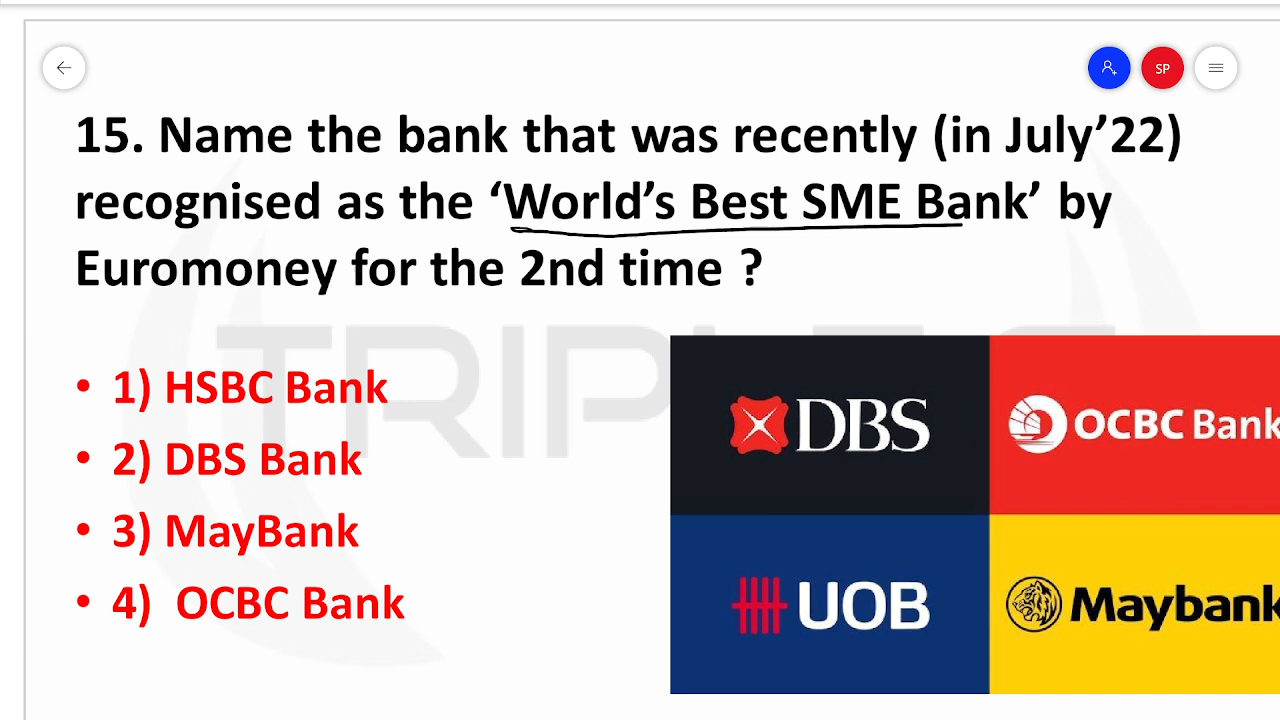 SP
15. Name the bank that was recently (in July’22)
recognised as the ‘World’s Best SME Bank’ by
Euromoney for the 2nd time ?
TRIPLE S
• 1) HSBC Bank
• 2) DBS Bank
• 3) MayBank
• 4) OCBC Bank
DBS
OCBC Bank
UOB
Maybank